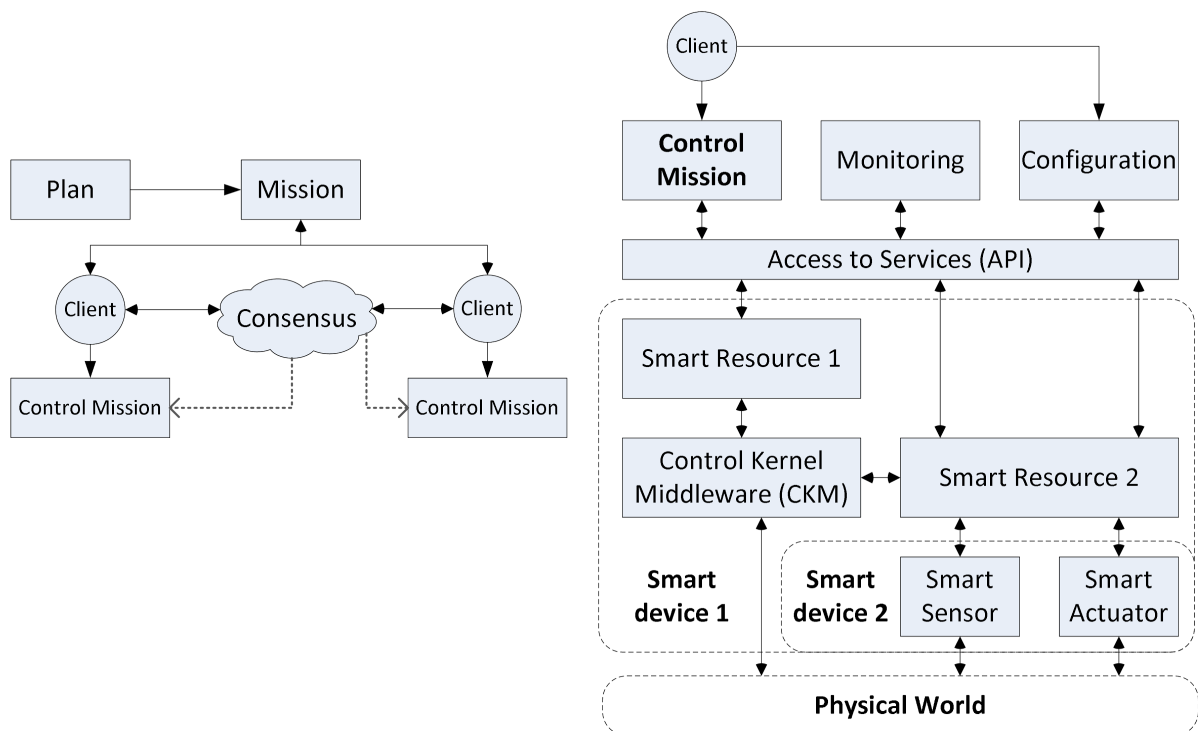 Plan
Mission
Client
Consensus
Client
Control Mission
Control Mission
Client
Control
Mission
Monitoring
Configuration
Access to Services (API)
Smart Resource 1
Control Kernel
Middleware (CKM)
Smart Resource 2
Smart
device 1
Smart
device 2
Smart
Sensor
Smart
Actuator
Physical World